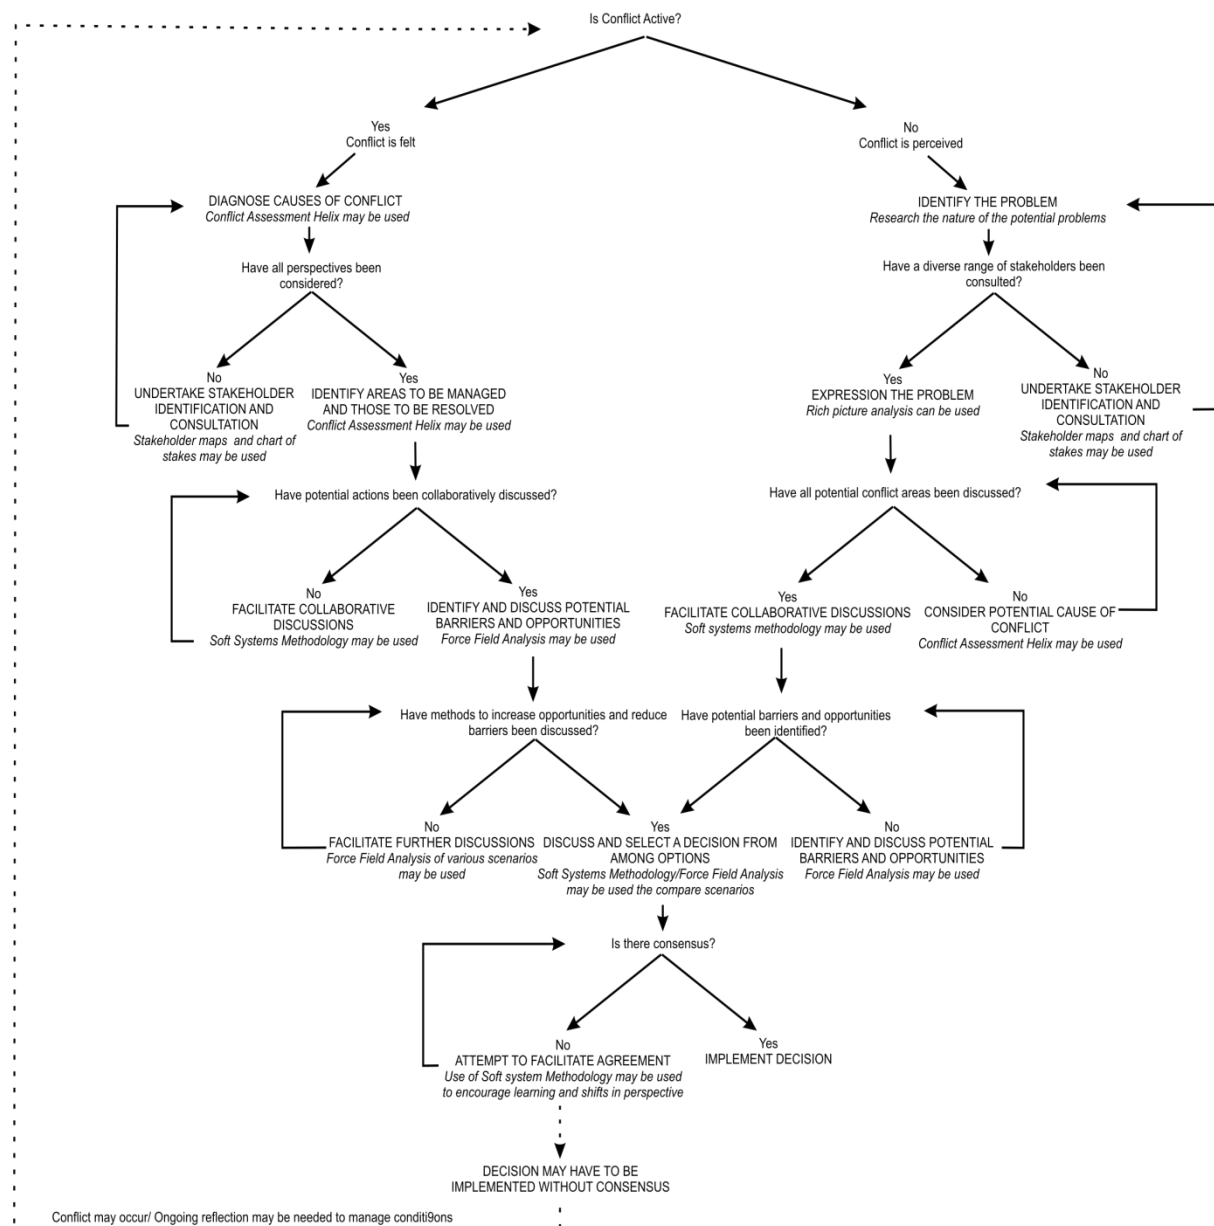 Is Conflict Active?
Yes
Conflict is felt
No
Conflict is perceived
DIAGNOSE CAUSES OF CONFLICT
Conflict Assessment Helix may be used
IDENTIFY THE PROBLEM
Research the nature of the potential problems
Have all perspectives been
considered?
Have a diverse range of stakeholders been
consulted?
No
UNDERTAKE STAKEHOLDER
IDENTIFICATION AND
CONSULTATION
Stakeholder maps and chart of
stakes may be used
Yes
IDENTIFY AREAS TO BE MANAGED
AND THOSE TO BE RESOLVED
Conflict Assessment Helix may be used
Yes
EXPRESSION THE PROBLEM
Rich picture analysis can be used
No
UNDERTAKE STAKEHOLDER
IDENTIFICATION AND
CONSULTATION
Stakeholder maps and chart of
stakes may be used
Have potential actions been collaboratively discussed?
Have all potential conflict areas been discussed?
No
FACILITATE COLLABORATIVE
DISCUSSIONS
Soft Systems Methodology may be used
Yes
IDENTIFY AND DISCUSS POTENTIAL
BARRIERS AND OPPORTUNITIES
Force Field Analysis may be used
Yes
FACILITATE COLLABORATIVE DISCUSSIONS
Soft systems methodology may be used
No
CONSIDER POTENTIAL CAUSE OF
CONFLICT
Conflict Assessment Helix may be used
Have methods to increase opportunities and reduce
barriers been discussed?
Have potential barriers and opportunities
been identified?
No
FACILITATE FURTHER DISCUSSIONS
Force Field Analysis of various scenarios
may be used
Yes
DISCUSS AND SELECT A DECISION FROM
AMONG OPTIONS
Soft Systems Methodology/Force Field Analysis
may be used the compare scenarios
No
IDENTIFY AND DISCUSS POTENTIAL
BARRIERS AND OPPORTUNITIES
Force Field Analysis may be used
Is there consensus?
No
ATTEMPT TO FACILITATE AGREEMENT
Use of Soft system Methodology may be used
to encourage learning and shifts in perspective
Yes
IMPLEMENT DECISION
DECISION MAY HAVE TO BE
IMPLEMENTED WITHOUT CONSENSUS
Conflict may occur/ Ongoing reflection may be needed to manage conditi9ons